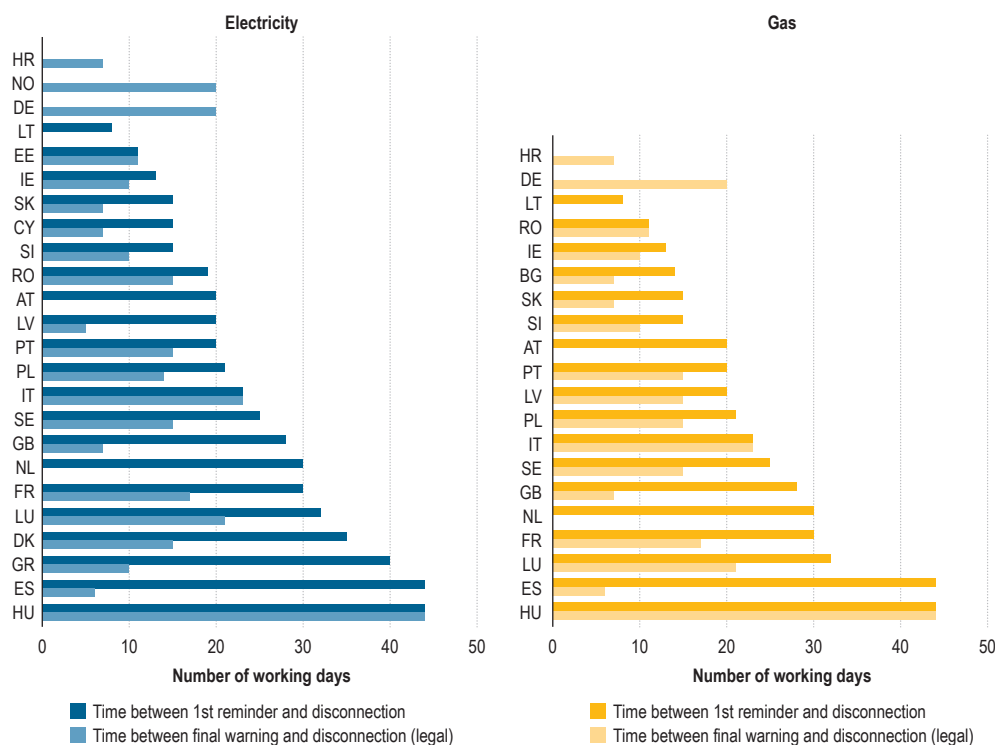 Electricity
HR
NO
DE
LT
EE
IE
SK
CY
SI
RO
AT
LV
PT
PL
IT
SE
GB
NL
FR
LU
DK
GR
ES
HU
0 10 20 30 40 50
Number of working days
Time between 1st reminder and disconnection
Time between final warning and disconnection (legal)
Gas
HR
DE
LT
RO
IE
BG
SK
SI
AT
PT
LV
PL
IT
SE
GB
NL
FR
LU
ES
HU
0 10 20 30 40 50
Number of working days
Time between 1st reminder and disconnection
Time between final warning and disconnection (legal)